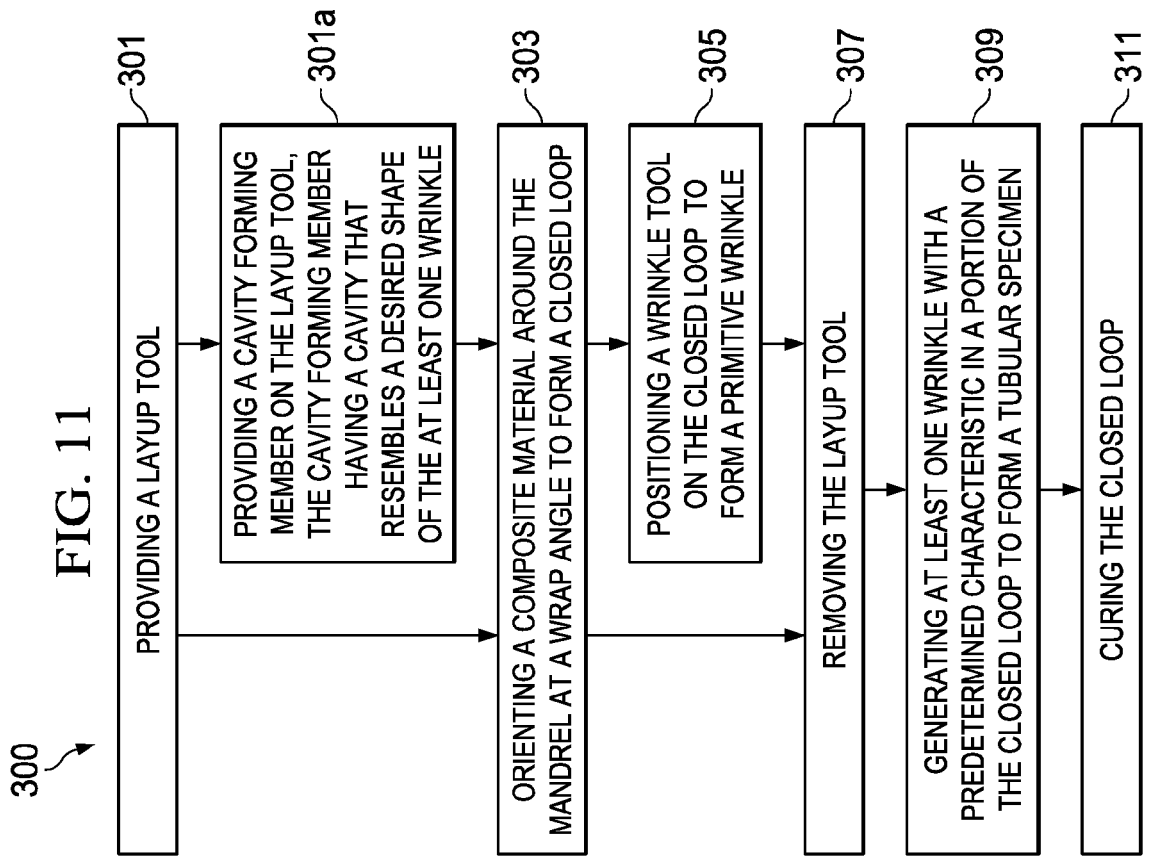 FIG. 11
300
PROVIDING A LAYUP TOOL
301
PROVIDING A CAVITY FORMING
MEMBER ON THE LAYUP TOOL,
THE CAVITY FORMING MEMBER
HAVING A CAVITY THAT
RESEMBLES A DESIRED SHAPE
OF THE AT LEAST ONE WRINKLE
301a
ORIENTING A COMPOSITE MATERIAL AROUND THE
MANDREL AT A WRAP ANGLE TO FORM A CLOSED LOOP
303
POSITIONING A WRINKLE TOOL
ON THE CLOSED LOOP TO
FORM A PRIMITIVE WRINKLE
305
REMOVING THE LAYUP TOOL
307
GENERATING AT LEAST ONE WRINKLE WITH A
PREDETERMINED CHARACTERISTIC IN A PORTION OF
THE CLOSED LOOP TO FORM A TUBULAR SPECIMEN
309
CURING THE CLOSED LOOP
311